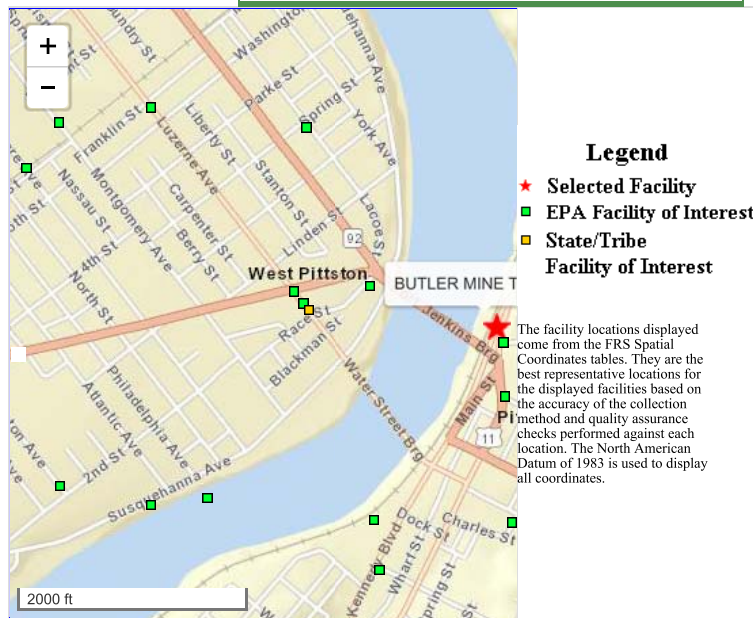 +
−
Washington
Parke St
Spring St
York Ave
Franklin St
Luzerne Ave
Liberty St
Stanton St
Nassau St
Montgomery Ave
Carpenter St
Berry St
Linden St
Lacoe St
4th St
North St
92
West Pittston
BUTLER MINE T
Race St
Blackman St
Jenkins Brg
Main St
Water Street Brg
11
Philadelphia Ave
Atlantic Ave
2nd St
Susquehanna Ave
Dock St
Charles St
Kennedy Blvd
Wharf St
2000 ft
Legend
Selected Facility
EPA Facility of Interest
State/Tribe
Facility of Interest
The facility locations displayed
come from the FRS Spatial
Coordinates tables. They are the
best representative locations for
the displayed facilities based on
the accuracy of the collection
method and quality assurance
checks performed against each
location. The North American
Datum of 1983 is used to display
all coordinates.